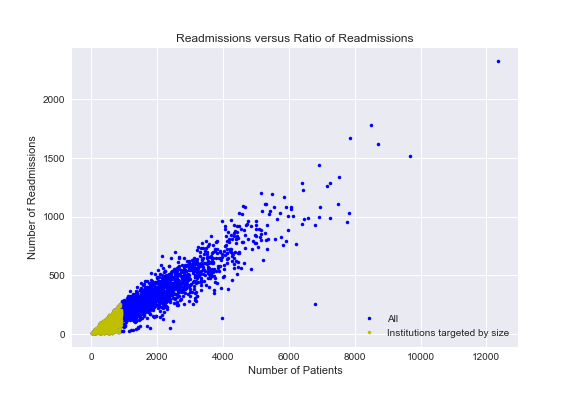 Readmissions versus Ratio of Readmissions
Number of Readmissions
2000
1500
1000
500
0
All
Institutions targeted by size
0
2000
4000
6000
8000
10000
12000
Number of Patients